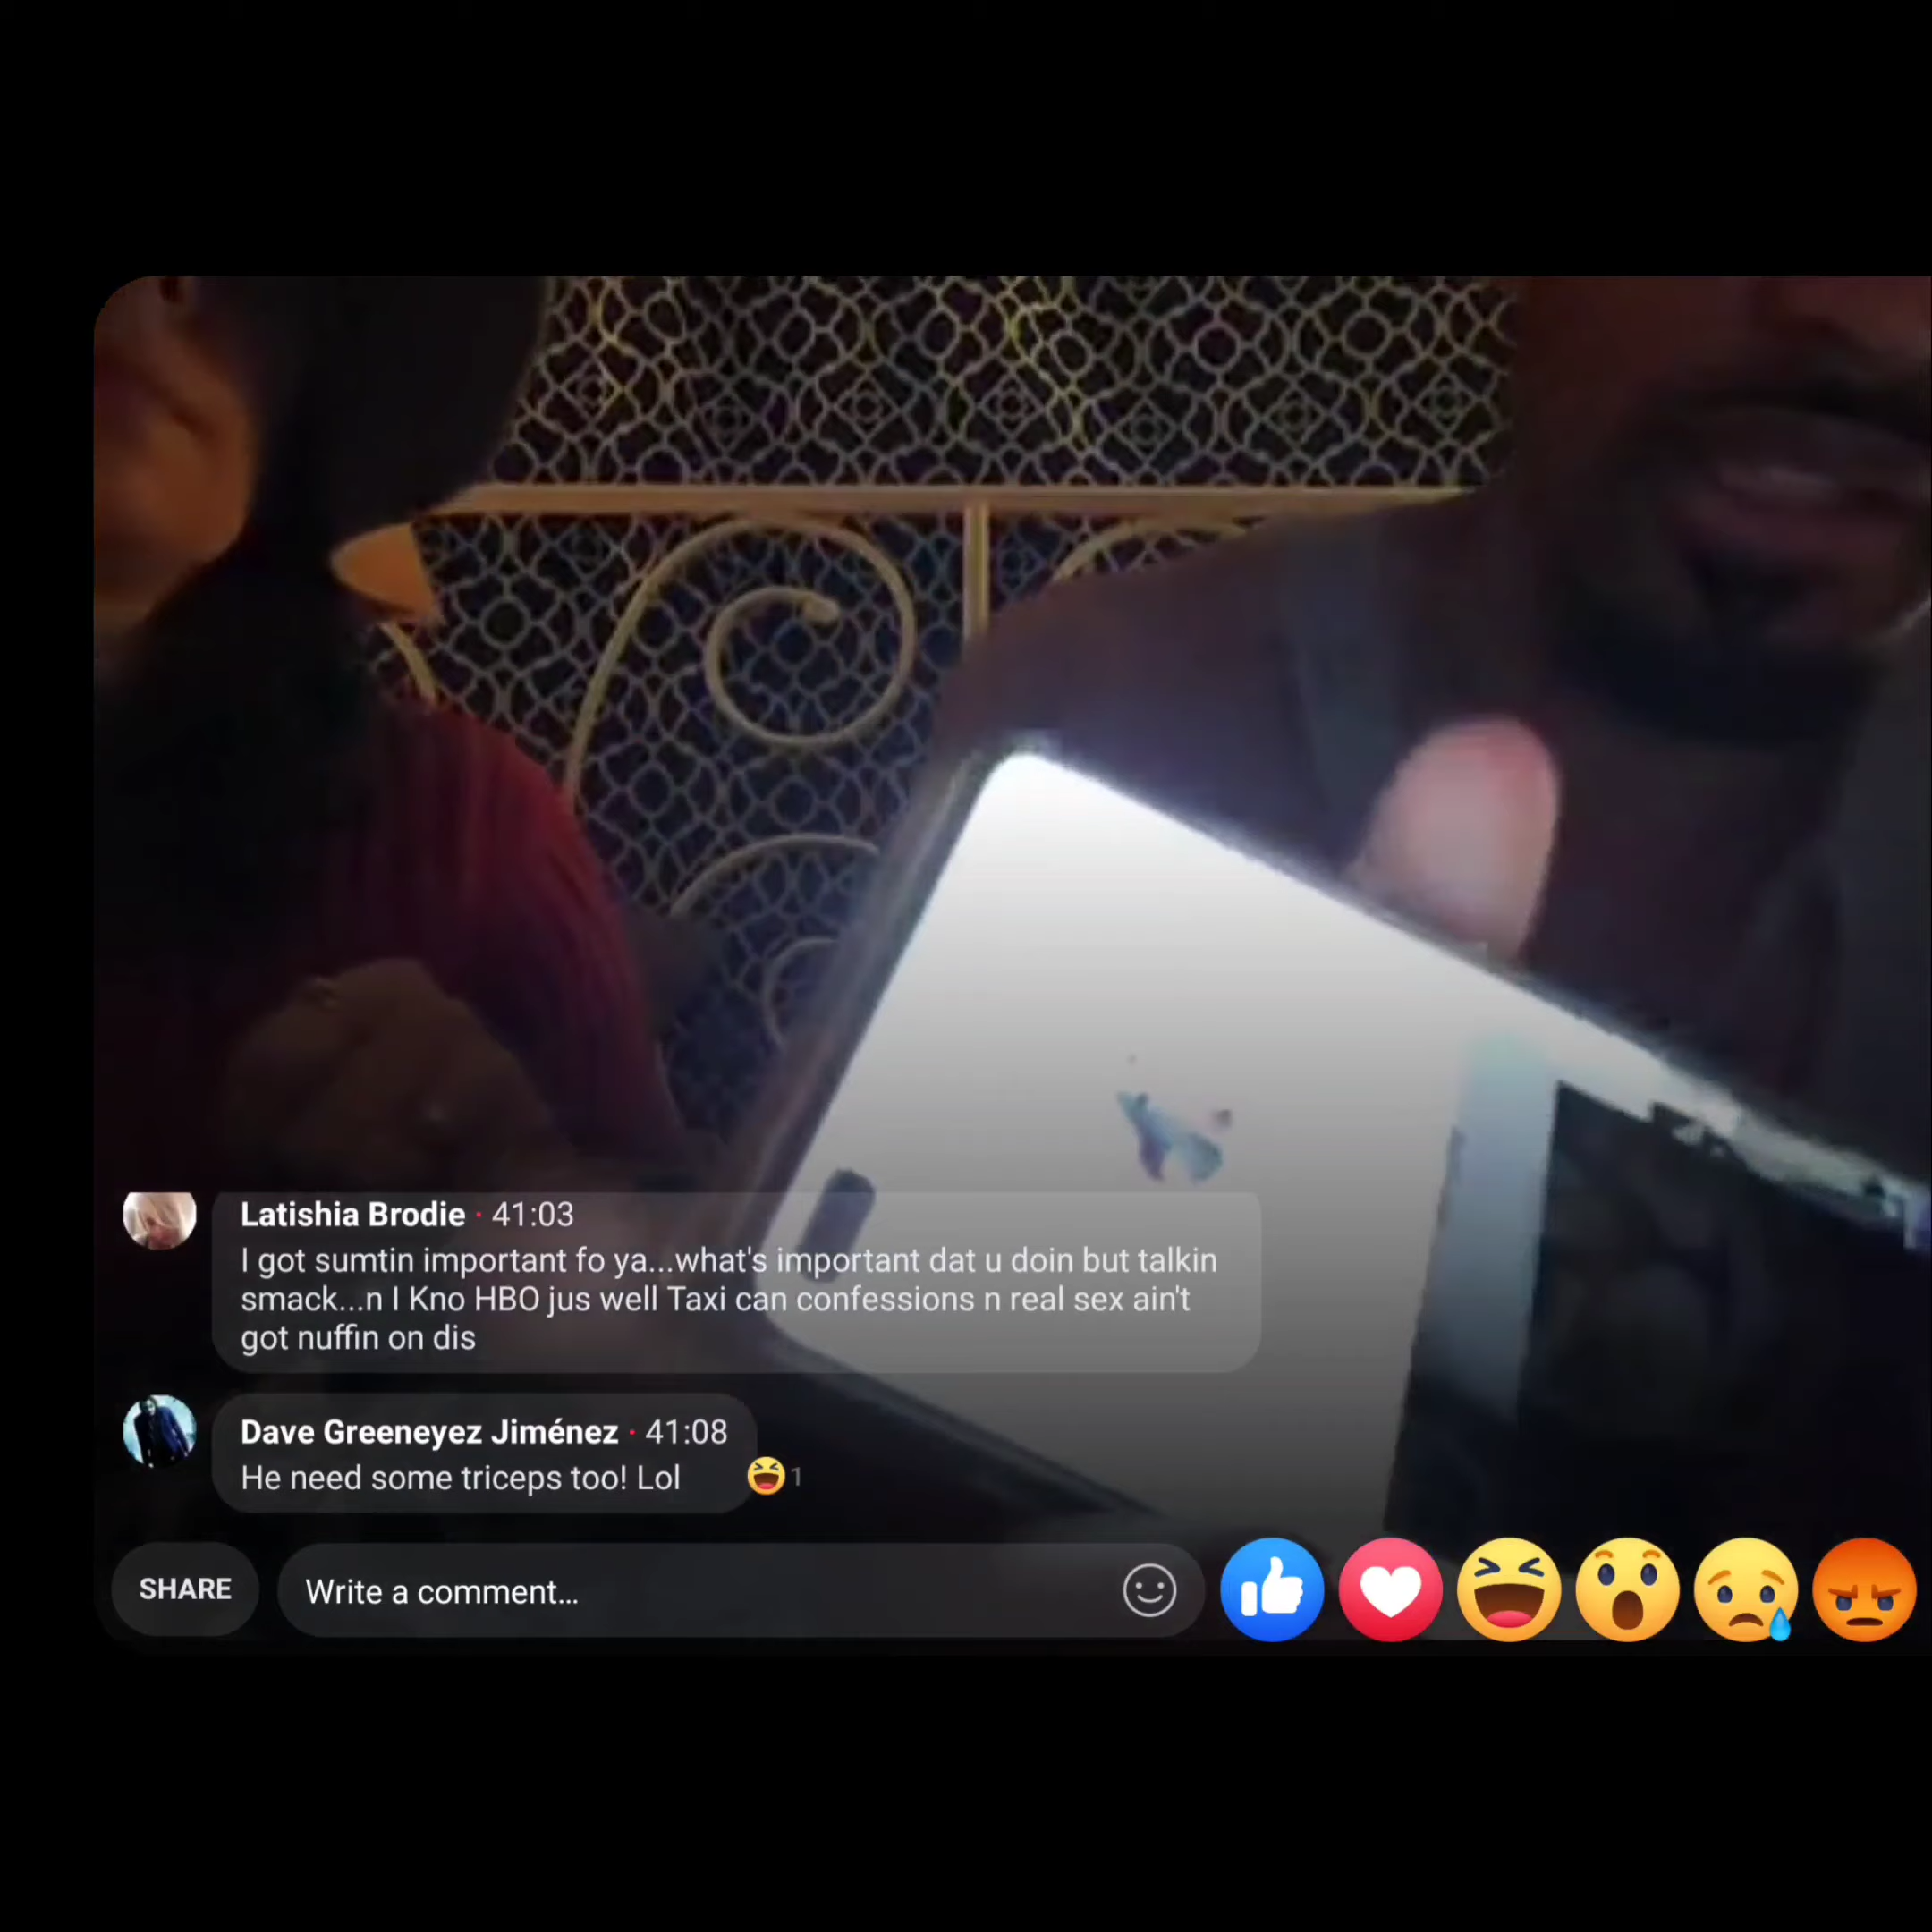 Latishia Brodie · 41:03
I got sumtin important fo ya...what's important dat u doin but talkin
smack...n I Kno HBO jus well Taxi can confessions n real sex ain't
got nuffin on dis
Dave Greeneyez Jiménez · 41:08
He need some triceps too! Lol
1
SHARE
Write a comment...